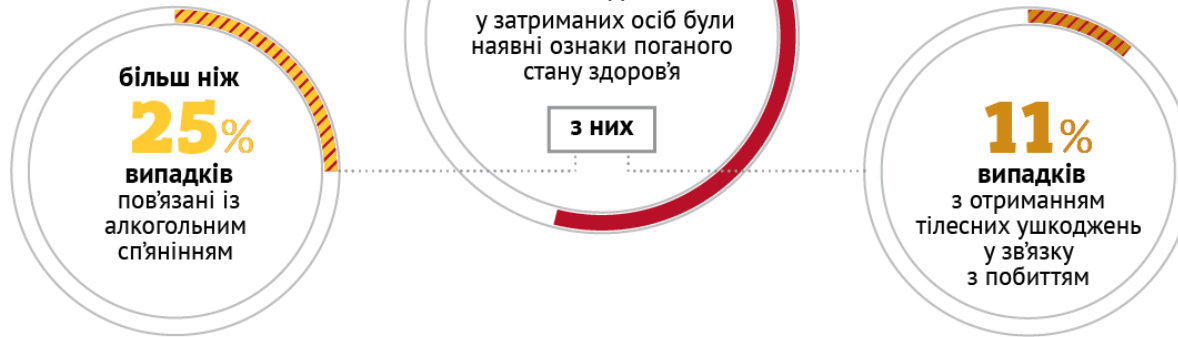 у затриманих осіб були
наявні ознаки поганого
стану здоров'я
з них
більш ніж
25%
випадків
пов'язані із
алкогольним
сп'янінням
11%
випадків
з отриманням
тілесних ушкоджень
у зв'язку
з побиттям